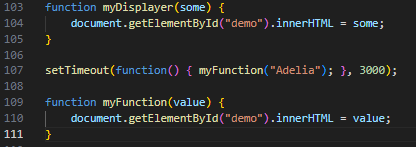 103 function myDisplayer(some) {
104     document.getElementById("demo").innerHTML = some;
105 }
106
107 setTimeout(function() { myFunction("Adelia"); }, 3000);
108
109 function myFunction(value) {
110     document.getElementById("demo").innerHTML = value;
111 }